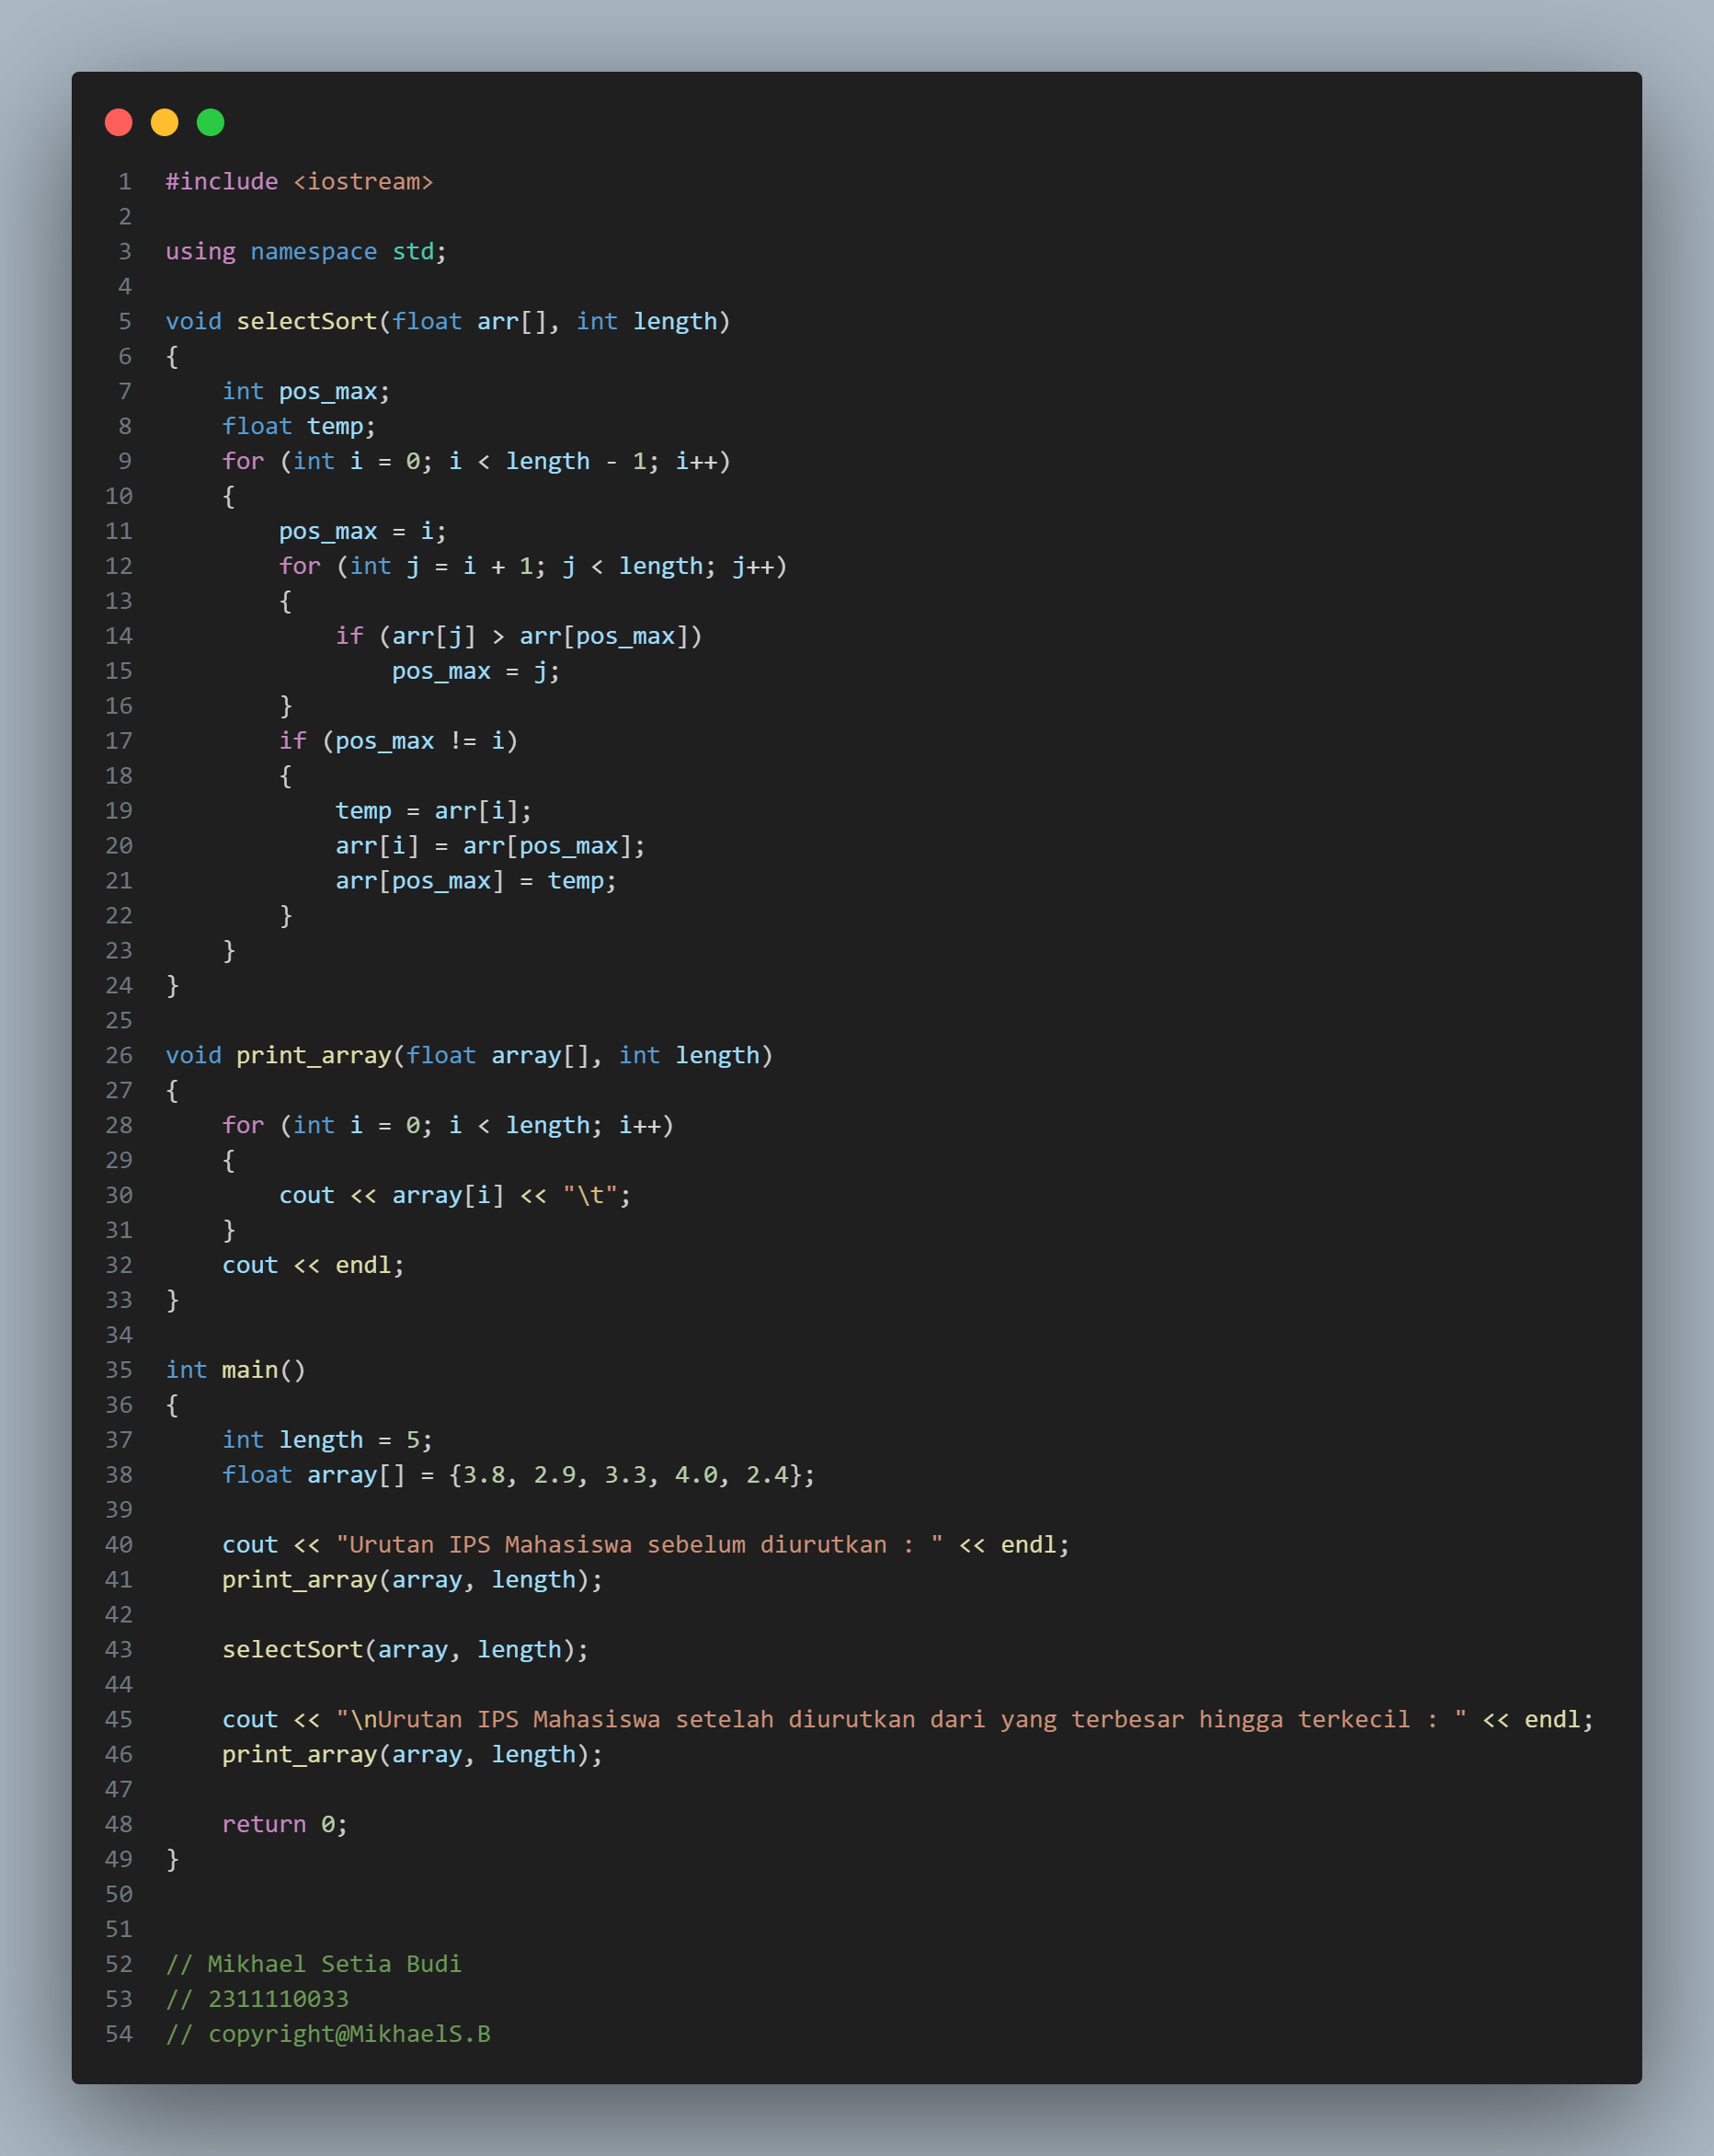 1 #include <iostream>
2
3 using namespace std;
4
5 void selectSort(float arr[], int length)
6 {
7     int pos_max;
8     float temp;
9     for (int i = 0; i < length - 1; i++)
10     {
11         pos_max = i;
12         for (int j = i + 1; j < length; j++)
13         {
14             if (arr[j] > arr[pos_max])
15                 pos_max = j;
16         }
17         if (pos_max != i)
18         {
19             temp = arr[i];
20             arr[i] = arr[pos_max];
21             arr[pos_max] = temp;
22         }
23     }
24 }
25
26 void print_array(float array[], int length)
27 {
28     for (int i = 0; i < length; i++)
29     {
30         cout << array[i] << "\t";
31     }
32     cout << endl;
33 }
34
35 int main()
36 {
37     int length = 5;
38     float array[] = {3.8, 2.9, 3.3, 4.0, 2.4};
39
40     cout << "Urutan IPS Mahasiswa sebelum diurutkan : " << endl;
41     print_array(array, length);
42
43     selectSort(array, length);
44
45     cout << "\nUrutan IPS Mahasiswa setelah diurutkan dari yang terbesar hingga terkecil : " << endl;
46     print_array(array, length);
47
48     return 0;
49 }
50
51
52 // Mikhael Setia Budi
53 // 2311110033
54 // copyright@MikhaelS.B